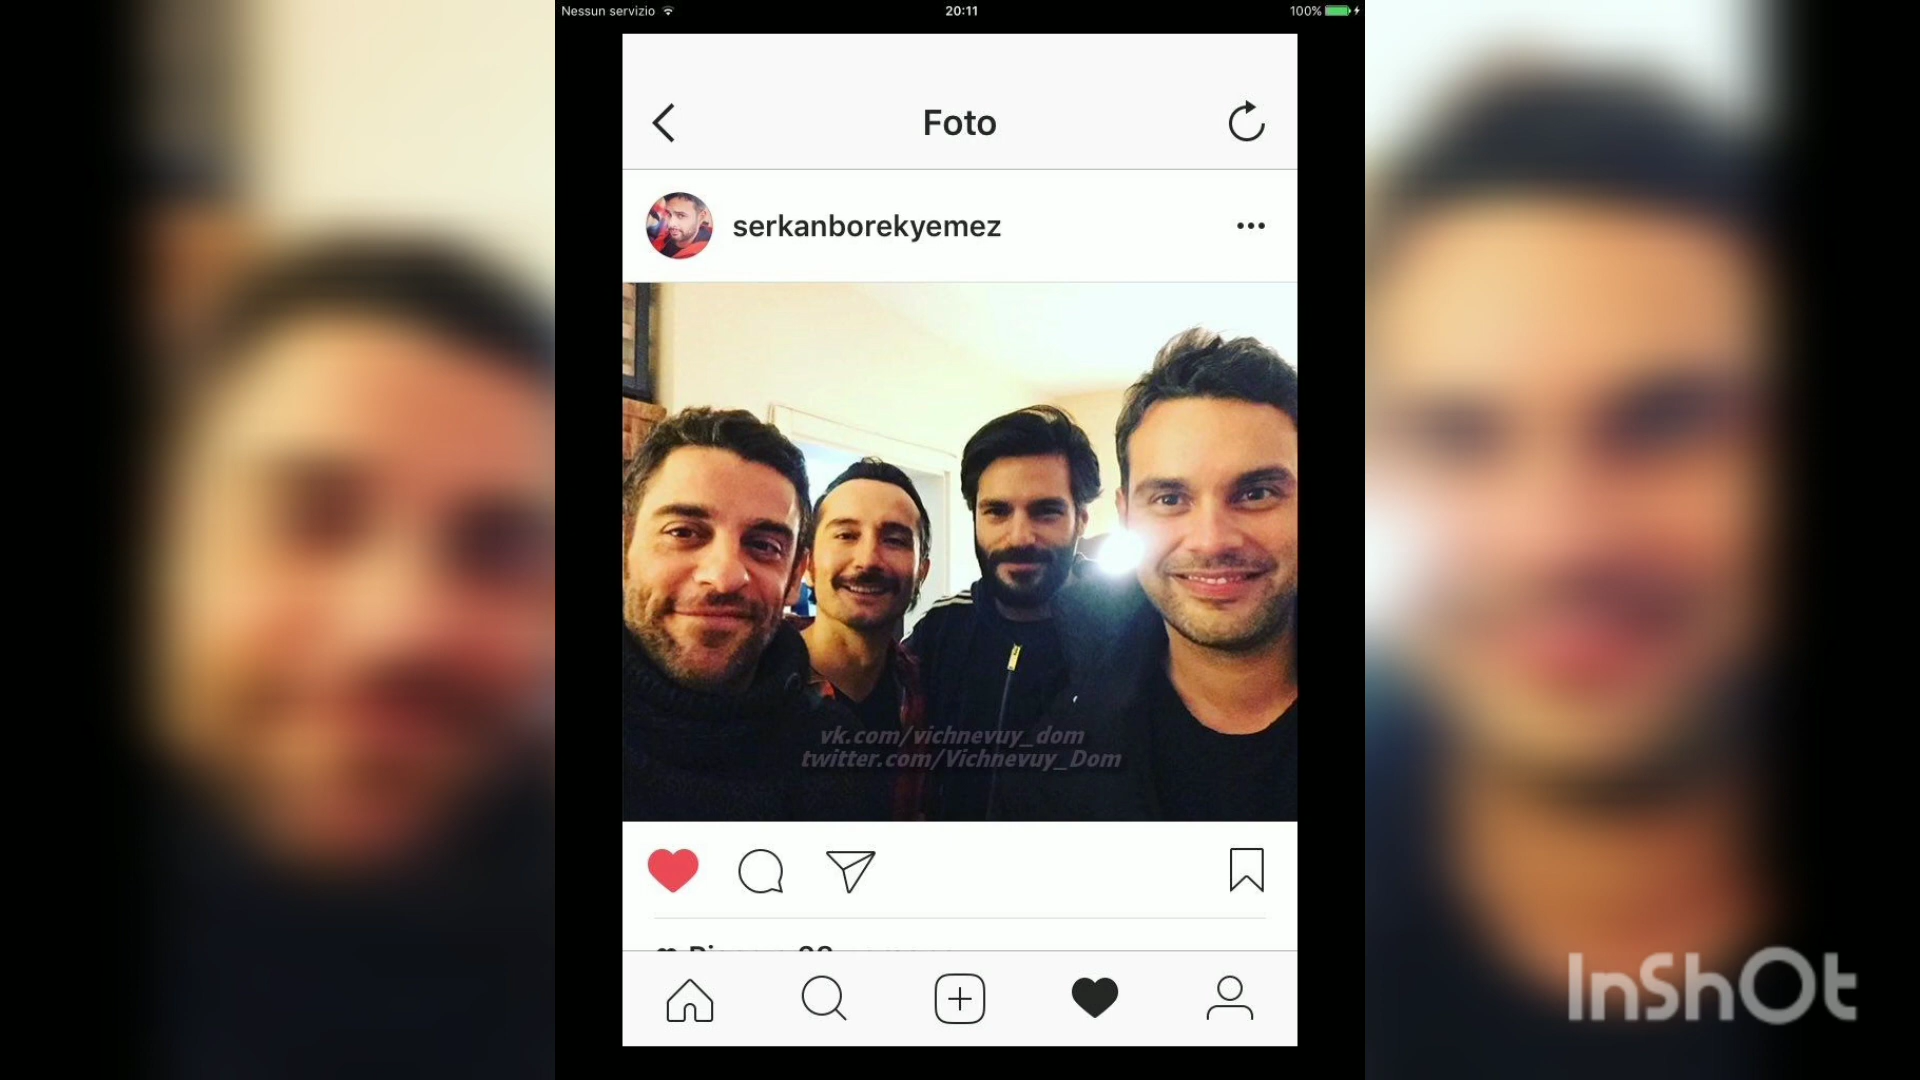 Nessun servizio
20:11
100%
Foto
serkanborekyemez
vk.com/vichnevuy_dom
twitter.com/Vichnevuy_Dom
InShOt